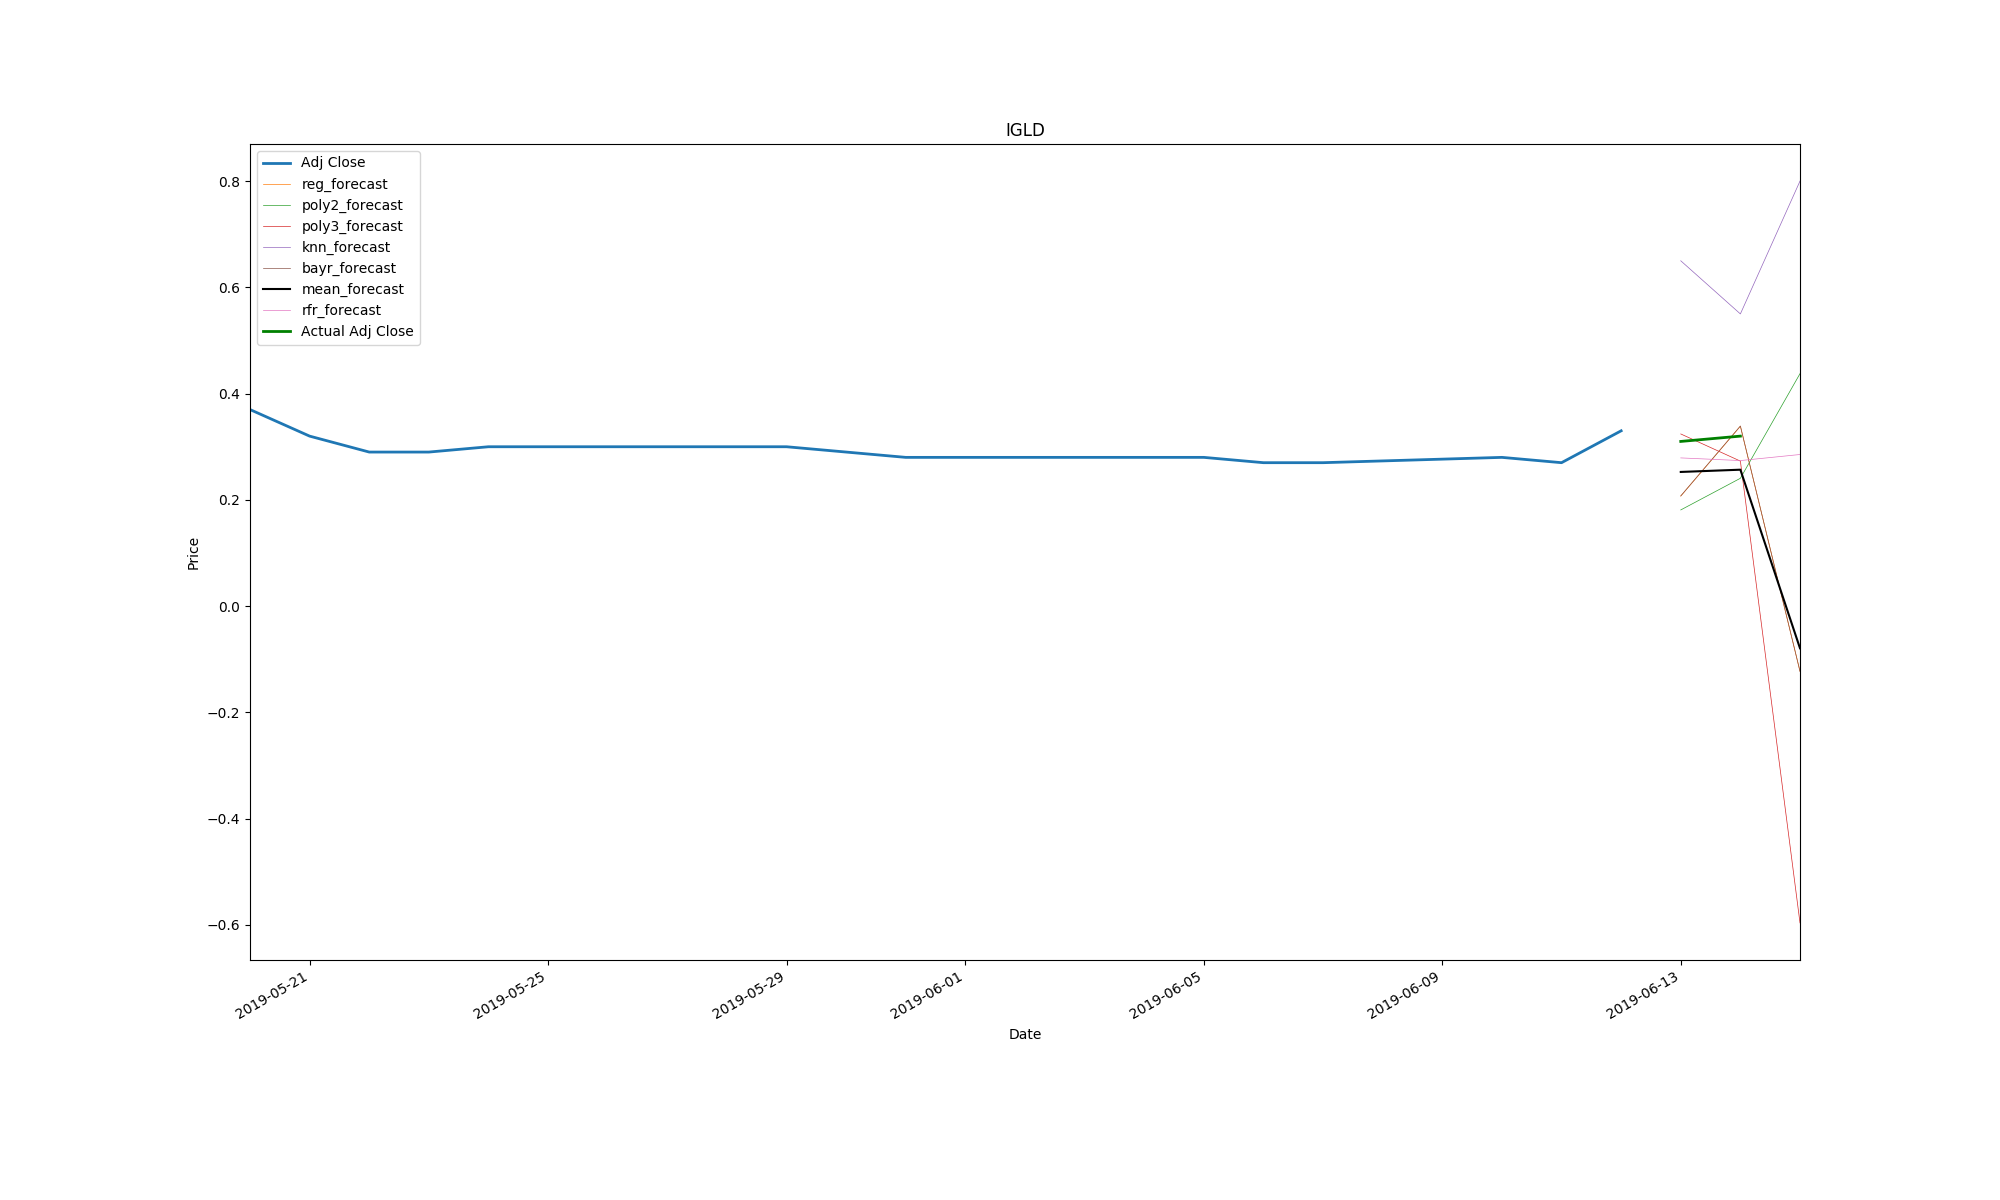 IGLD
Adj Close
reg_forecast
poly2_forecast
poly3_forecast
knn_forecast
bayr_forecast
mean_forecast
rfr_forecast
Actual Adj Close
0.8
0.6
0.4
0.2
0.0
−0.2
−0.4
−0.6
Price
2019-05-21
2019-05-25
2019-05-29
2019-06-01
2019-06-05
2019-06-09
2019-06-13
Date